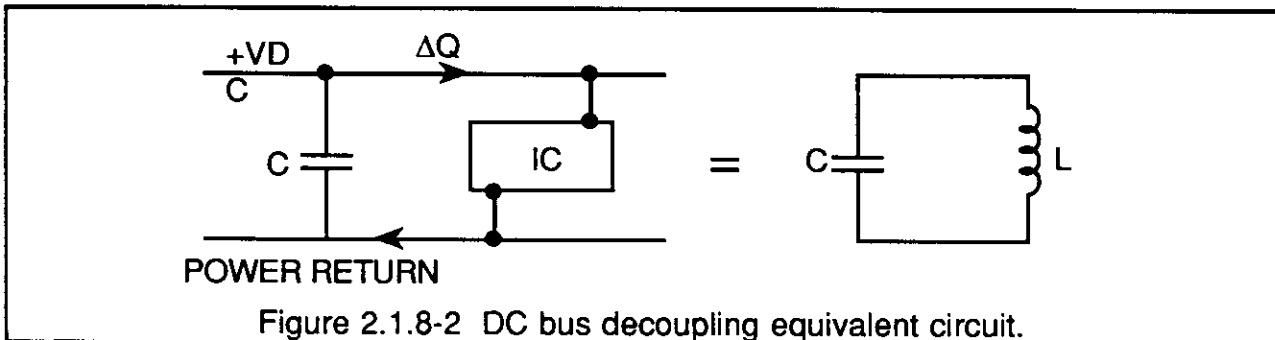 +VD
C
ΔQ
C
IC
=
C
L
POWER RETURN
Figure 2.1.8-2 DC bus decoupling equivalent circuit.